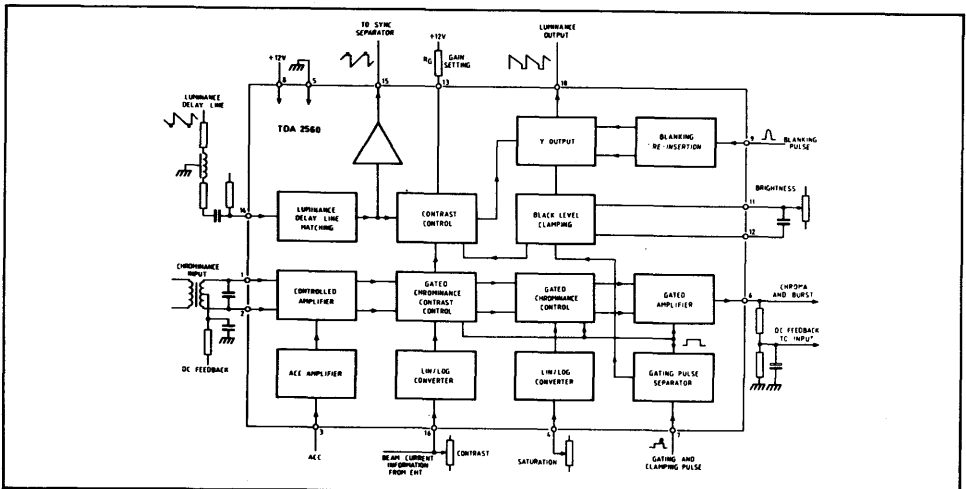 TO SYNC
SEPARATOR
LUMINANCE
OUTPUT
+12V
+12V
RG
GAIN
SETTING
8
5
15
13
10
LUMINANCE
DELAY LINE
TDA 2560
Y OUTPUT
BLANKING
RE-INSERTION
9
BLANKING
PULSE
BRIGHTNESS
11
12
LUMINANCE
DELAY LINE
MATCHING
CONTRAST
CONTROL
BLACK LEVEL
CLAMPING
CHROMINANCE
INPUT
1
2
CONTROLLED
AMPLIFIER
GATED
CHROMINANCE
CONTRAST
CONTROL
GATED
CHROMINANCE
CONTROL
GATED
AMPLIFIER
6
CHROMA
AND BURST
DC FEEDBACK
TO INPUT
DC FEEDBACK
ACC AMPLIFIER
LIN/LOG
CONVERTER
LIN/LOG
CONVERTER
GATING PULSE
SEPARATOR
3
16
4
7
ACC
BEAM CURRENT
INFORMATION
FROM EHT
CONTRAST
SATURATION
GATING AND
CLAMPING PULSE